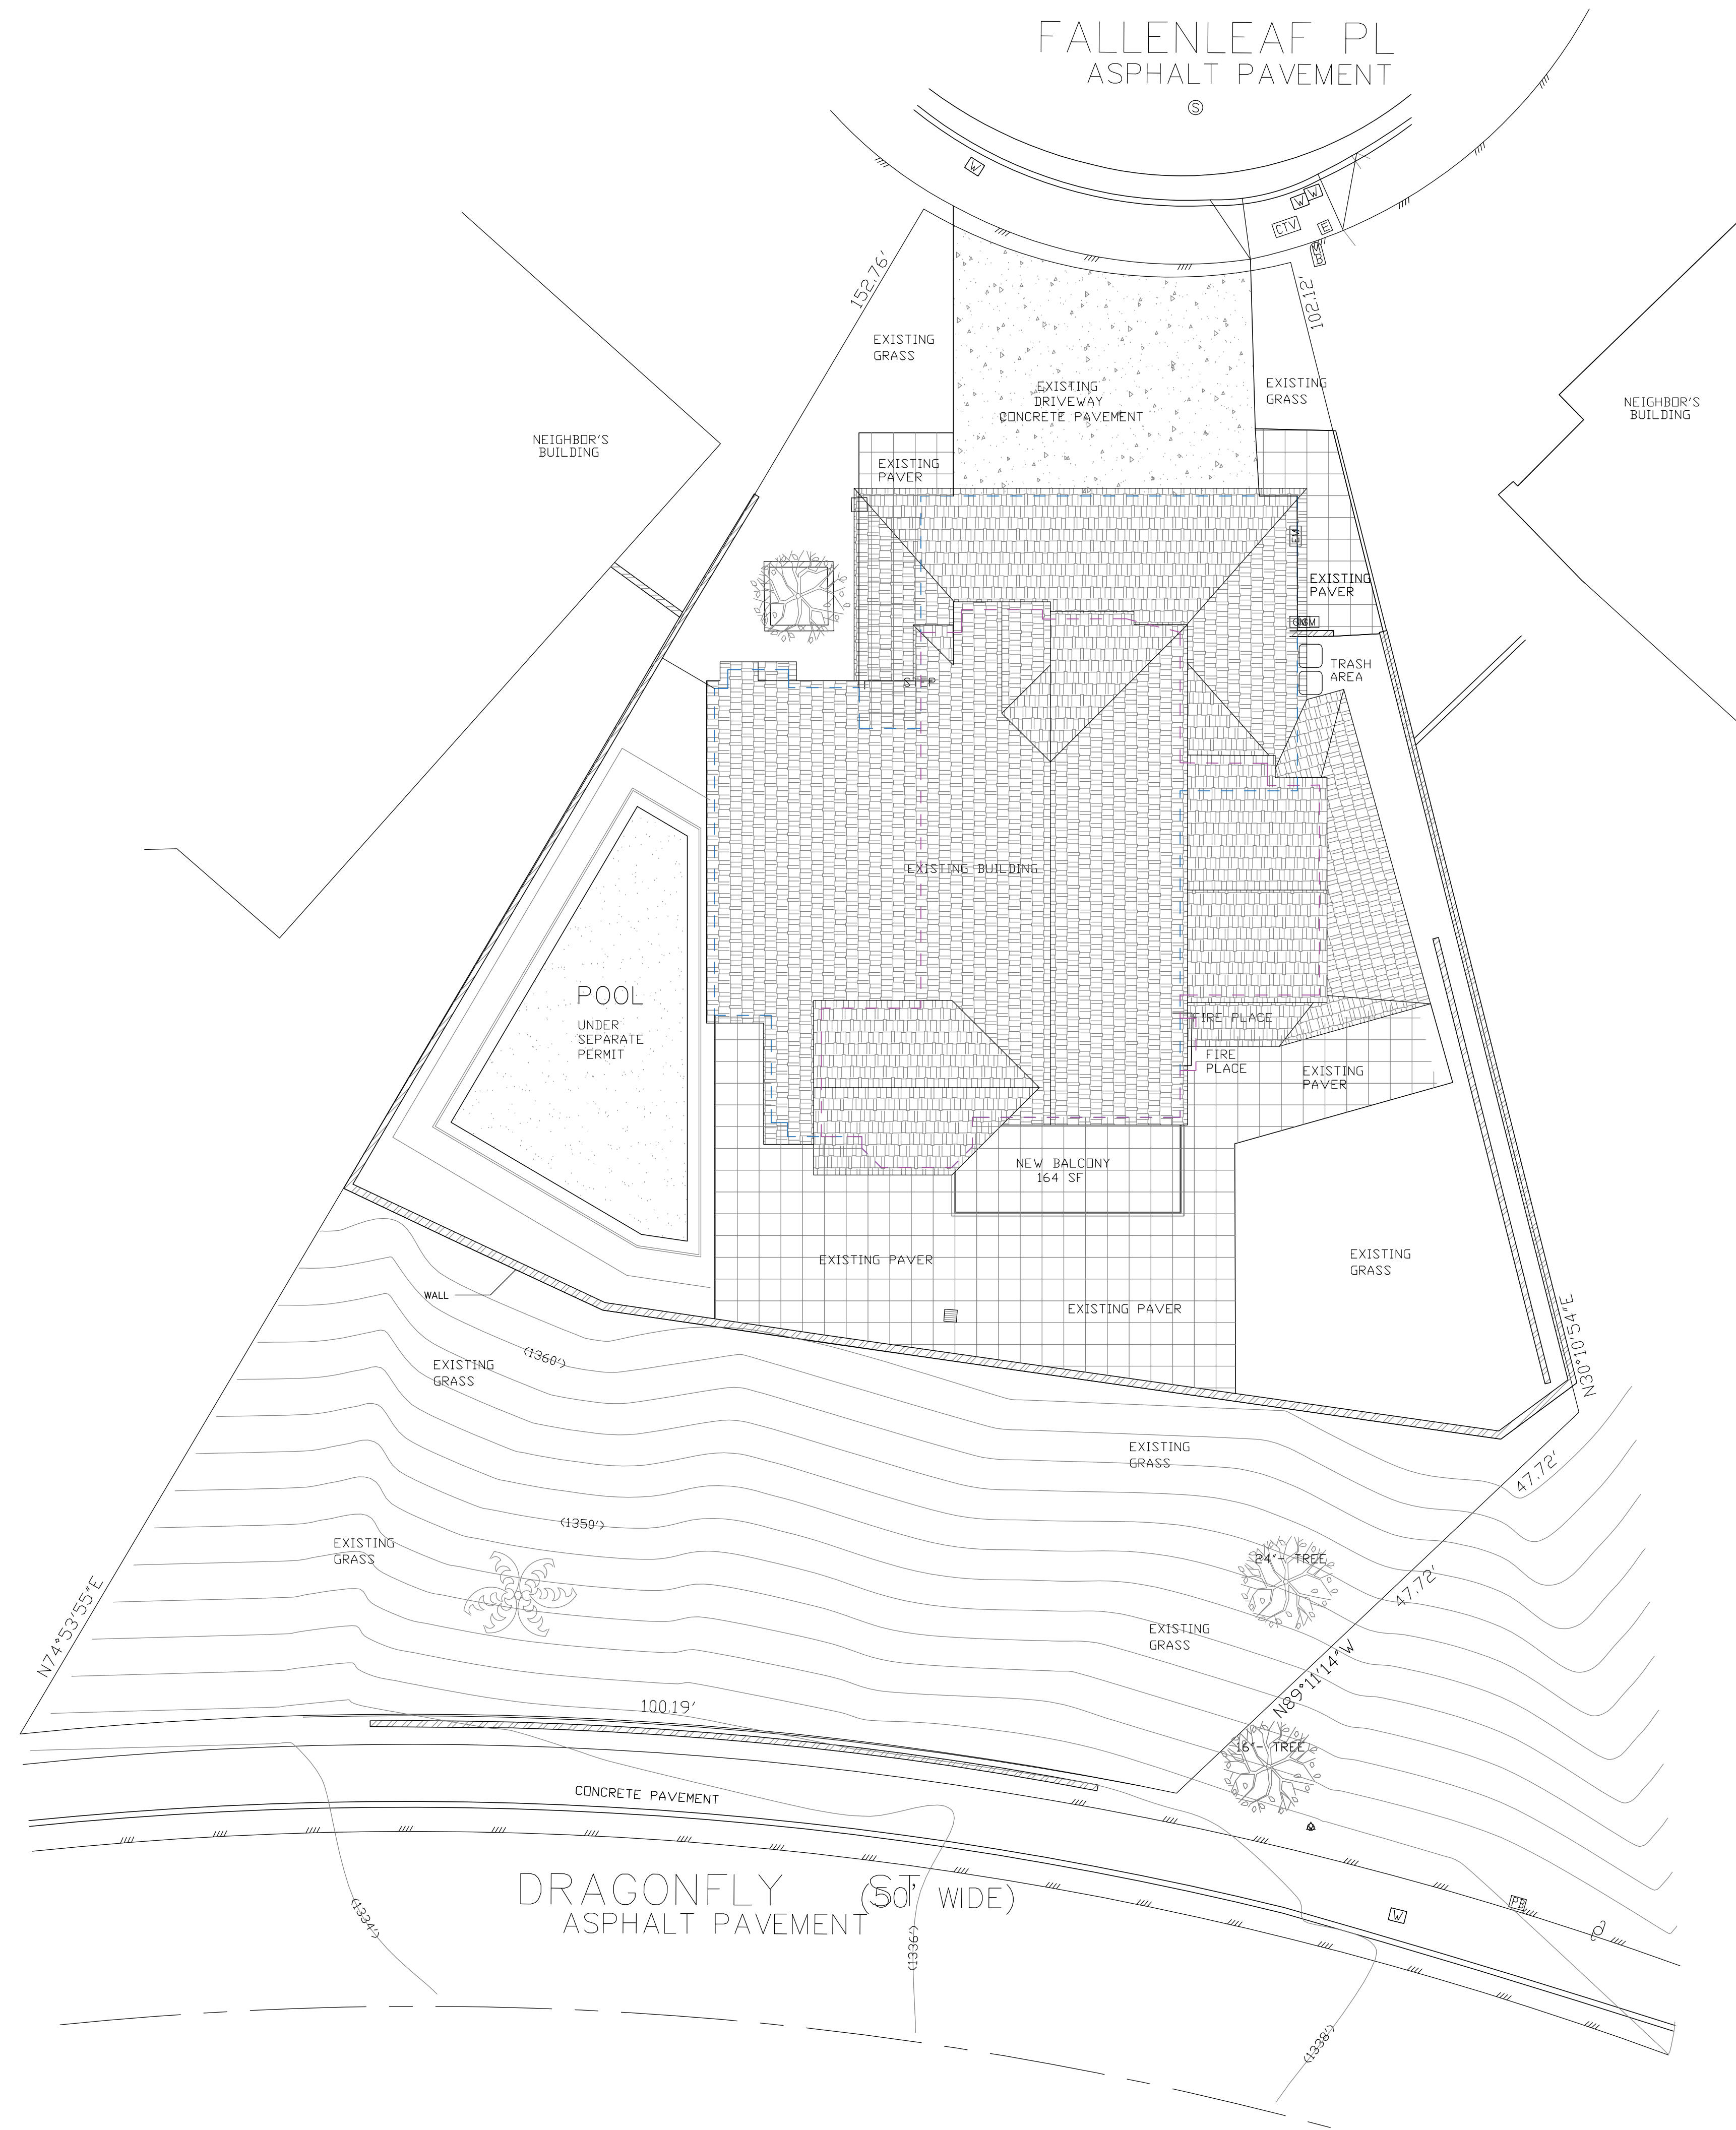 FALLENLEAF PL
ASPHALT PAVEMENT
S
W
W
W
CTV
E
152.76'
102.12'
EXISTING
GRASS
EXISTING
DRIVEWAY
CONCRETE PAVEMENT
EXISTING
GRASS
NEIGHBOR'S
BUILDING
NEIGHBOR'S
BUILDING
EXISTING
PAVER
EM
EXISTING
PAVER
GM
TRASH
AREA
STEP
EXISTING BUILDING
POOL
UNDER
SEPARATE
PERMIT
FIRE PLACE
FIRE
PLACE
EXISTING
PAVER
NEW BALCONY
164 SF
EXISTING PAVER
EXISTING
GRASS
WALL
EXISTING PAVER
N30°10'54"E
(1360')
EXISTING
GRASS
EXISTING
GRASS
47.72'
(1350')
EXISTING
GRASS
24"- TREE
47.72'
N74°53'55"E
EXISTING
GRASS
N89°11'14"W
100.19'
16"- TREE
CONCRETE PAVEMENT
DRAGONFLY ST
(50' WIDE)
ASPHALT PAVEMENT
PB
W
(1334')
(1336')
(1338')